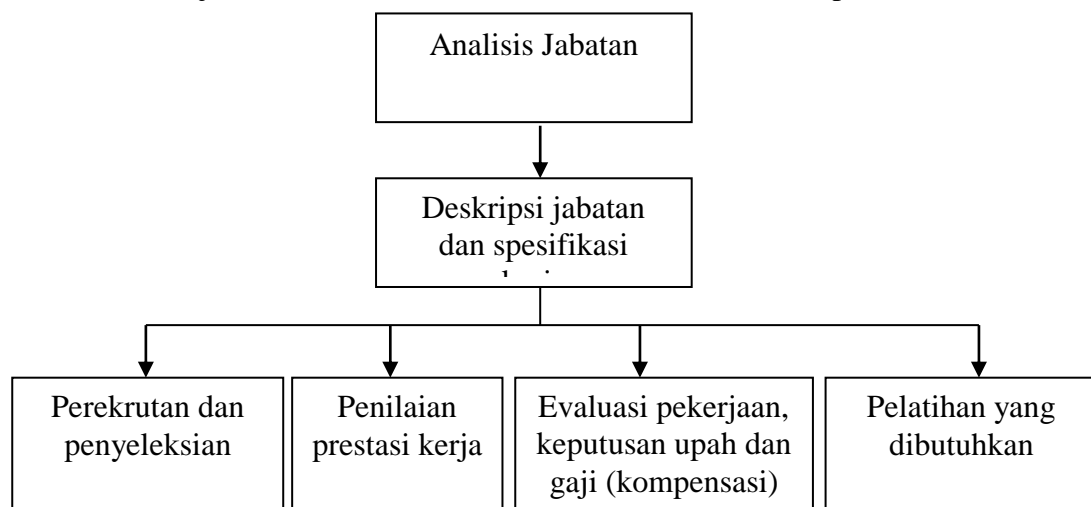 Analisis Jabatan
Deskripsi jabatan
dan spesifikasi
Perekrutan dan
penyeleksian
Penilaian
prestasi kerja
Evaluasi pekerjaan,
keputusan upah dan
gaji (kompensasi)
Pelatihan yang
dibutuhkan